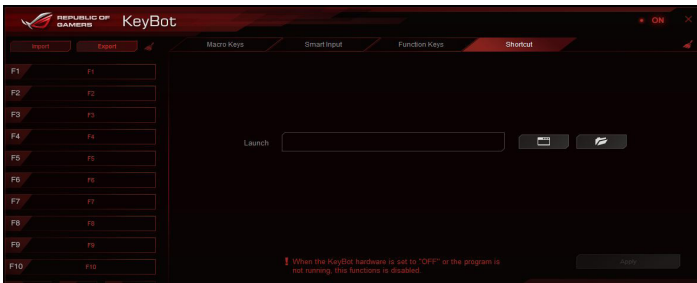 REPUBLIC OF
GAMERS
KeyBot
ON
Import
Export
Macro Keys
Smart Input
Function Keys
Shortcut
F1 F1
F2 F2
F3 F3
F4 F4
F5 F5
F6 F6
F7 F7
F8 F8
F9 F9
F10 F10
Launch
When the KeyBot hardware is set to "OFF" or the program is
not running, this functions is disabled.
Apply